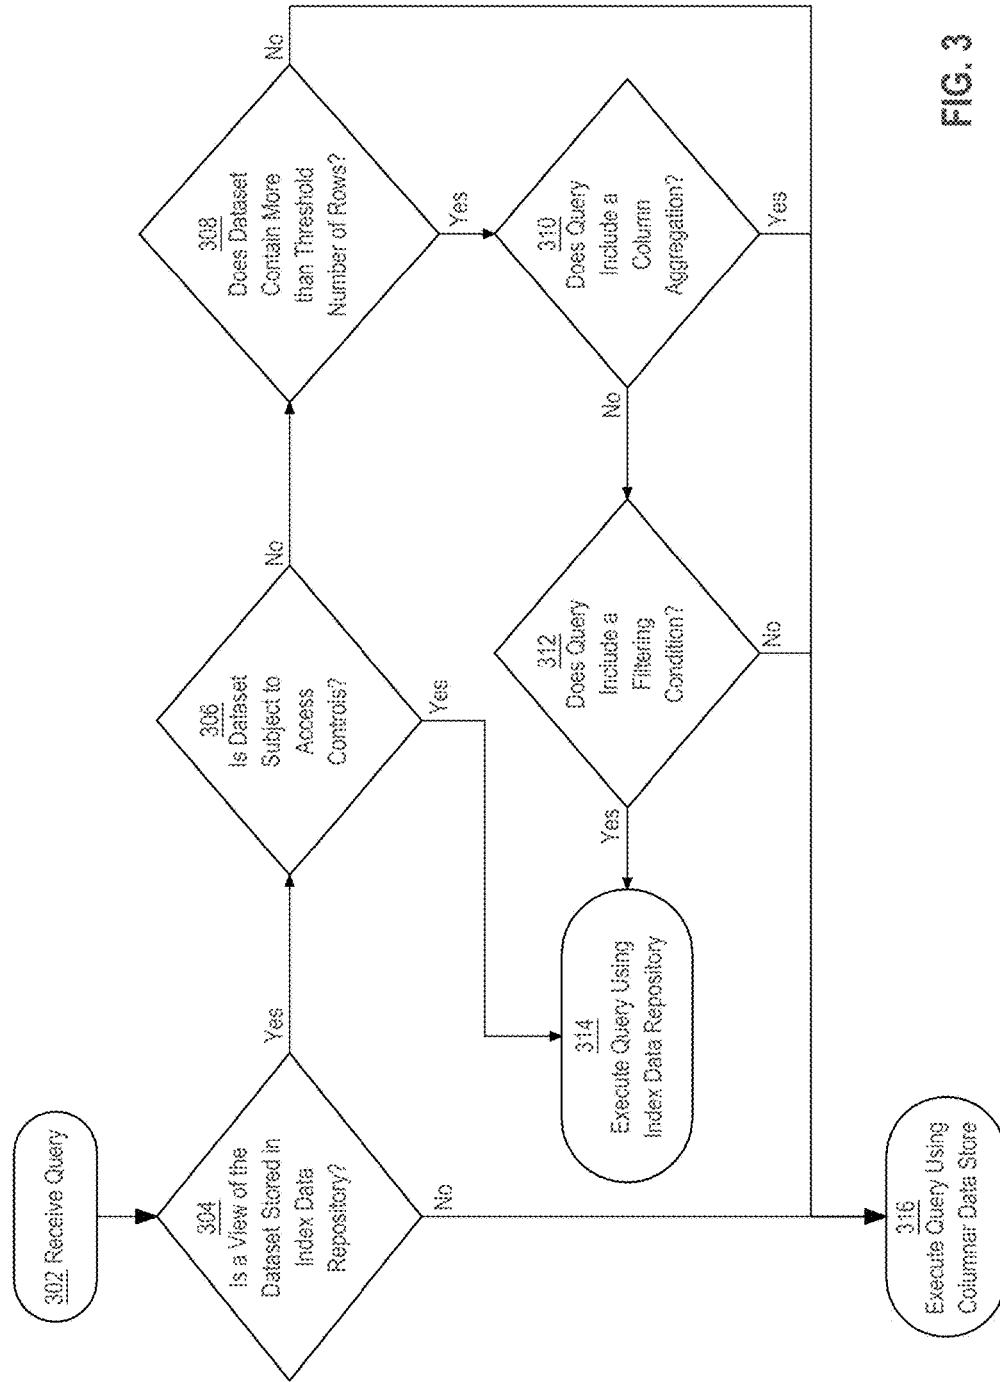 302 Receive Query
304
Is a View of the
Dataset Stored in
Index Data
Repository?
Yes
No
306
Is Dataset
Subject to
Access
Controls?
No
Yes
308
Does Dataset
Contain More
than Threshold
Number of Rows?
No
Yes
310
Does Query
Include a
Column
Aggregation?
No
Yes
312
Does Query
Include a
Filtering
Condition?
Yes
No
314
Execute Query Using
Index Data Repository
316
Execute Query Using
Columnar Data Store
FIG. 3